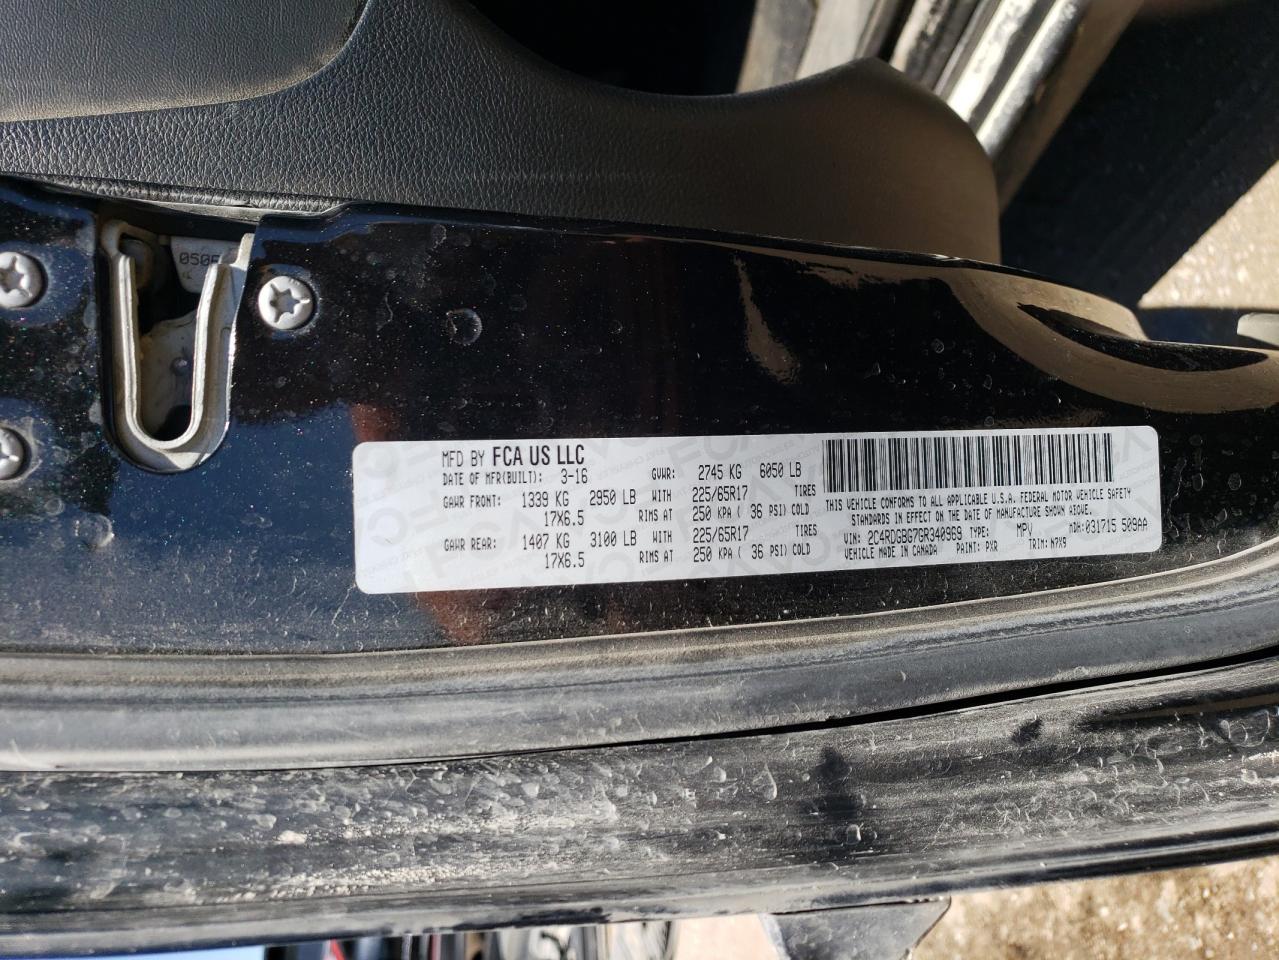 0506
MFD BY FCA US LLC
DATE OF MFR(BUILT): 3-16 GVWR: 2745 KG 6050 LB
GAWR FRONT: 1339 KG 2950 LB WITH 225/65R17 TIRES
17X6.5 RIMS AT 250 KPA( 36 PSI) COLD
GAWR REAR: 1407 KG 3100 LB WITH 225/65R17 TIRES
17X6.5 RIMS AT 250 KPA( 36 PSI) COLD
THIS VEHICLE CONFORMS TO ALL APPLICABLE U.S.A. FEDERAL MOTOR VEHICLE SAFETY
STANDARDS IN EFFECT ON THE DATE OF MANUFACTURE SHOWN ABOVE.
VIN: 2C4RDGBG7GR340969 MPV MDH: 031715 509AA
VEHICLE MADE IN CANADA PAINT: PXR TRIM: M7X9